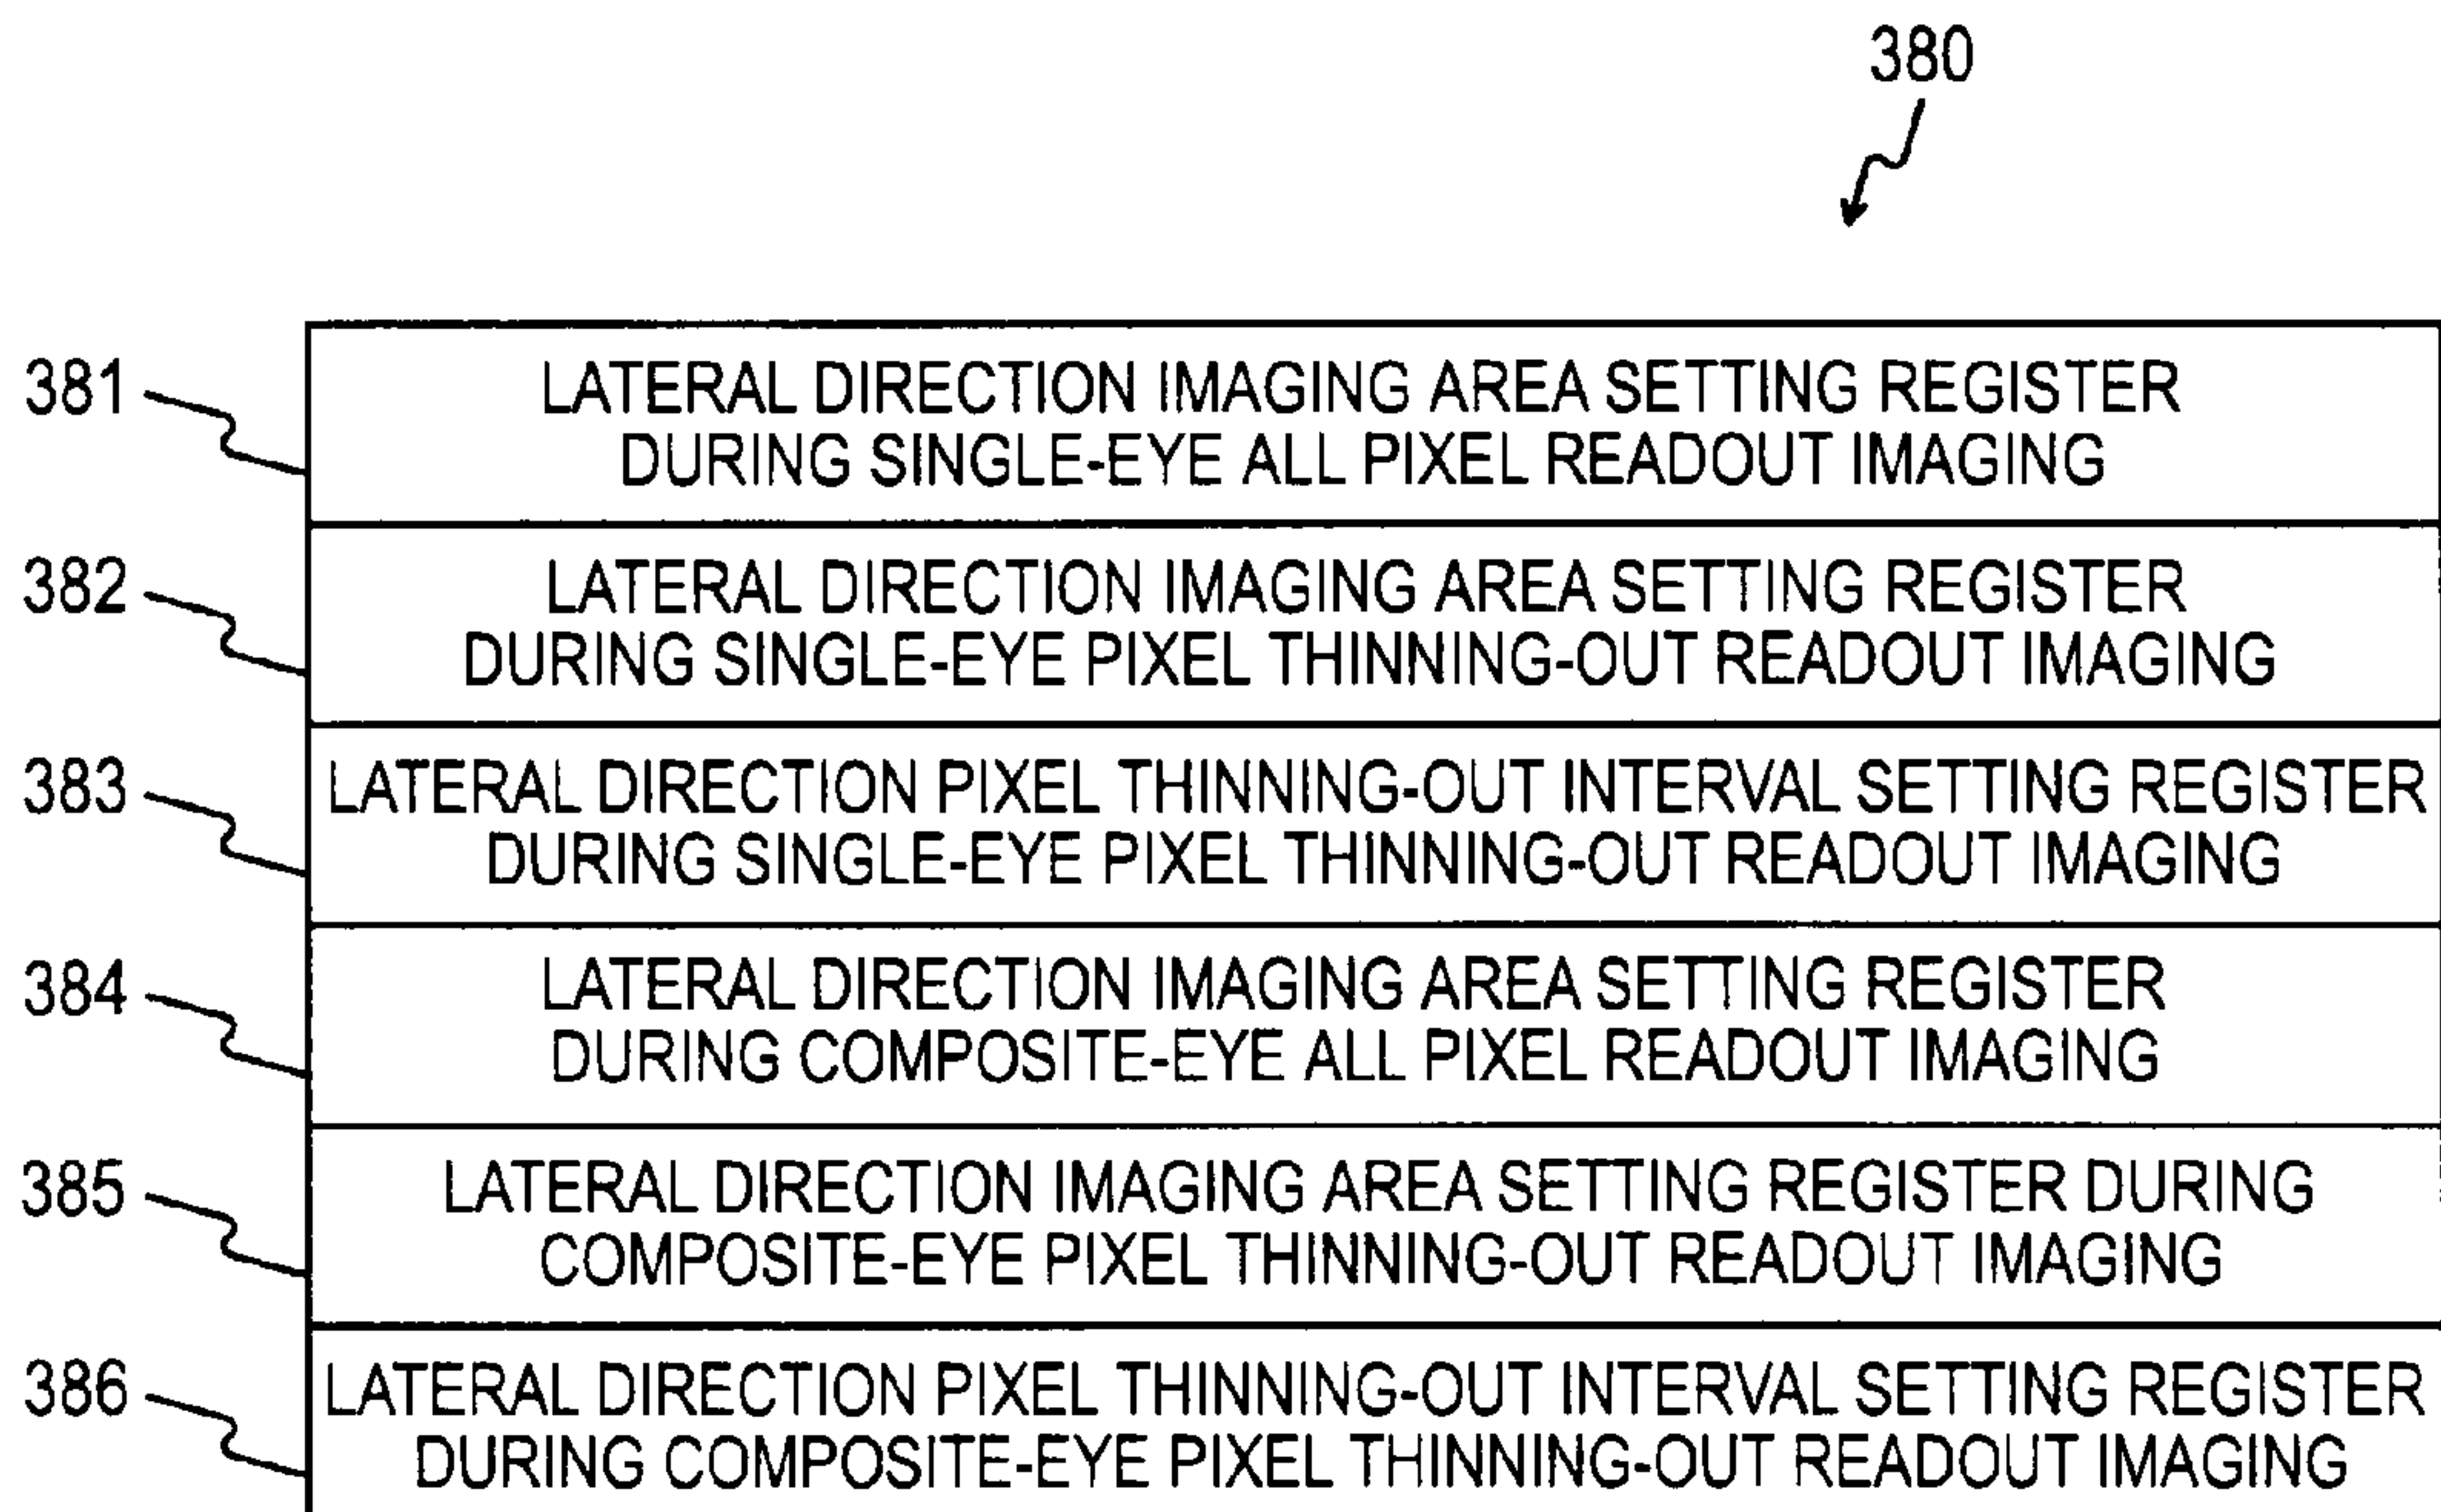 380
381
LATERAL DIRECTION IMAGING AREA SETTING REGISTER
DURING SINGLE-EYE ALL PIXEL READOUT IMAGING
382
LATERAL DIRECTION IMAGING AREA SETTING REGISTER
DURING SINGLE-EYE PIXEL THINNING-OUT READOUT IMAGING
383
LATERAL DIRECTION PIXEL THINNING-OUT INTERVAL SETTING REGISTER
DURING SINGLE-EYE PIXEL THINNING-OUT READOUT IMAGING
384
LATERAL DIRECTION IMAGING AREA SETTING REGISTER
DURING COMPOSITE-EYE ALL PIXEL READOUT IMAGING
385
LATERAL DIRECTION IMAGING AREA SETTING REGISTER DURING
COMPOSITE-EYE PIXEL THINNING-OUT READOUT IMAGING
386
LATERAL DIRECTION PIXEL THINNING-OUT INTERVAL SETTING REGISTER
DURING COMPOSITE-EYE PIXEL THINNING-OUT READOUT IMAGING